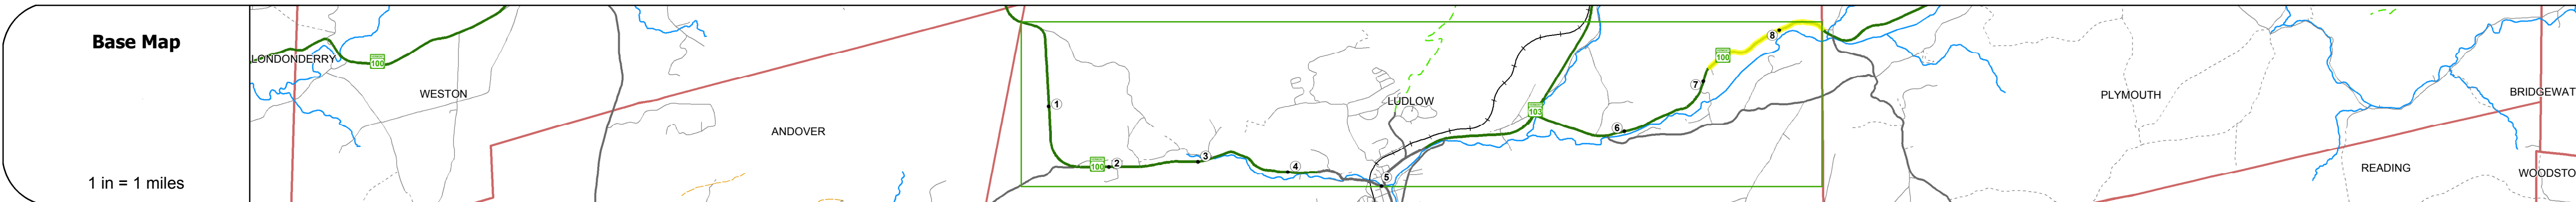 Base Map
1 in = 1 miles
LONDONDERRY
100
WESTON
ANDOVER
1
100
2
3
4
5
LUDLOW
103
6
7
100
8
PLYMOUTH
BRIDGEWAT
READING
WOODSTO